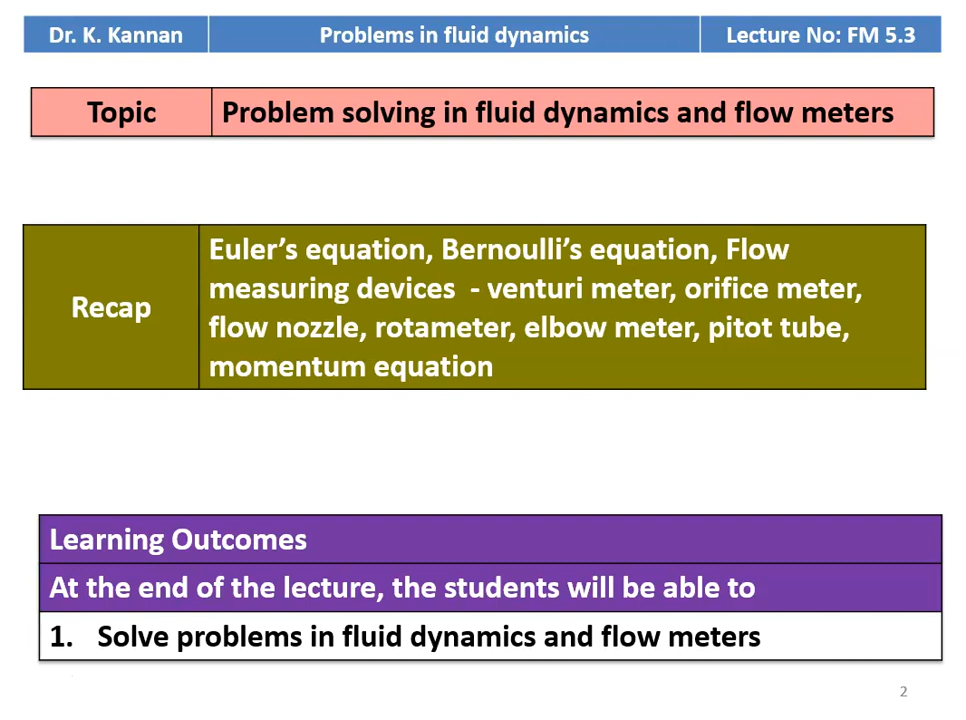 Dr. K. Kannan
Problems in fluid dynamics
Lecture No: FM 5.3
Topic
Problem solving in fluid dynamics and flow meters
Recap
Euler’s equation, Bernoulli’s equation, Flow
measuring devices - venturi meter, orifice meter,
flow nozzle, rotameter, elbow meter, pitot tube,
momentum equation
Learning Outcomes
At the end of the lecture, the students will be able to
1. Solve problems in fluid dynamics and flow meters
2